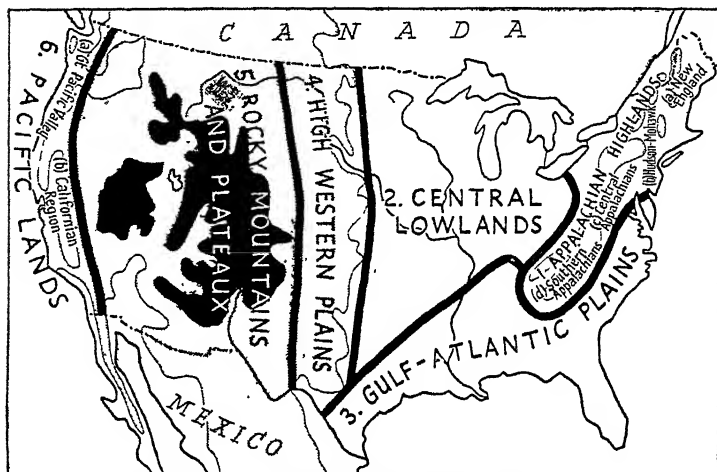 CANADA
6. PACIFIC LANDS
(a) Gt. Pacific Valley
(b) Californian
Region
5. ROCKY MOUNTAINS
AND PLATEAUX
4. HIGH WESTERN PLAINS
2. CENTRAL
LOWLANDS
1-APPALACHIAN HIGHLANDS
(a) New
England
(b) Hudson-Mohawk
(c) Central
Appalachians
(d) Southern
Appalachians
3. GULF-ATLANTIC PLAINS
MEXICO